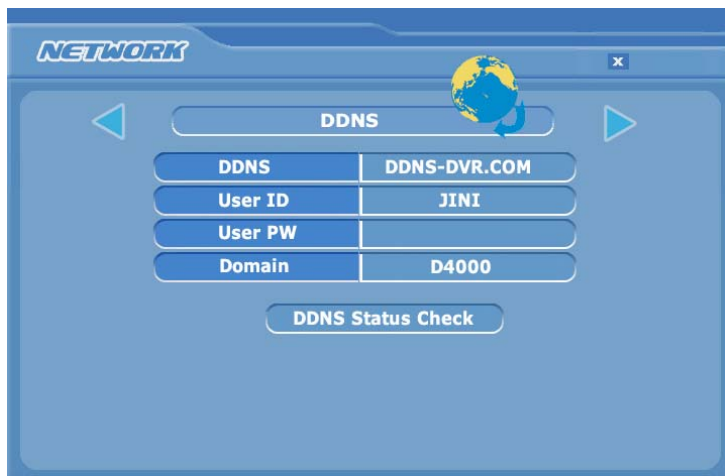 NETWORK
X
DDNS
DDNS DDNS-DVR.COM
User ID JINI
User PW
Domain D4000
DDNS Status Check